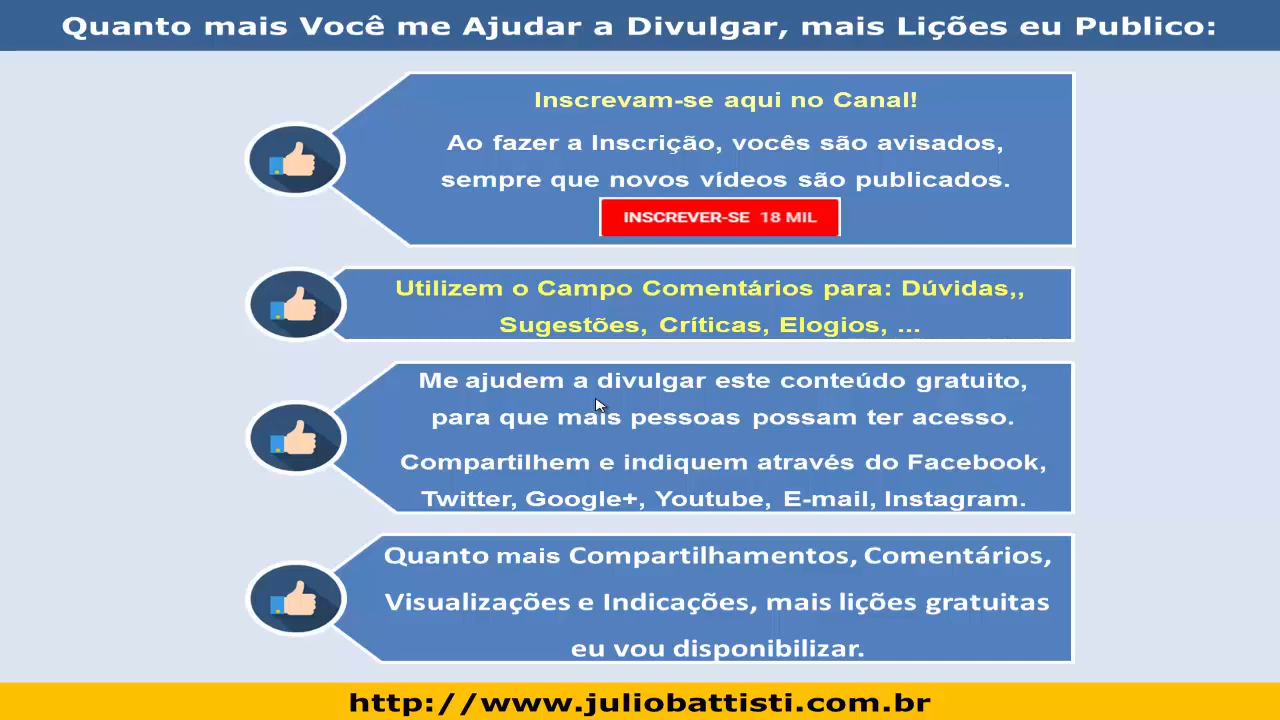 Quanto mais Você me Ajudar a Divulgar, mais Lições eu Publico:
Inscrevam-se aqui no Canal!
Ao fazer a Inscrição, vocês são avisados,
sempre que novos vídeos são publicados.
INSCREVER-SE 18 MIL
Utilizem o Campo Comentários para: Dúvidas,,
Sugestões, Críticas, Elogios, ...
Me ajudem a divulgar este conteúdo gratuito,
para que mais pessoas possam ter acesso.
Compartilhem e indiquem através do Facebook,
Twitter, Google+, Youtube, E-mail, Instagram.
Quanto mais Compartilhamentos, Comentários,
Visualizações e Indicações, mais lições gratuitas
eu vou disponibilizar.
http://www.juliobattisti.com.br